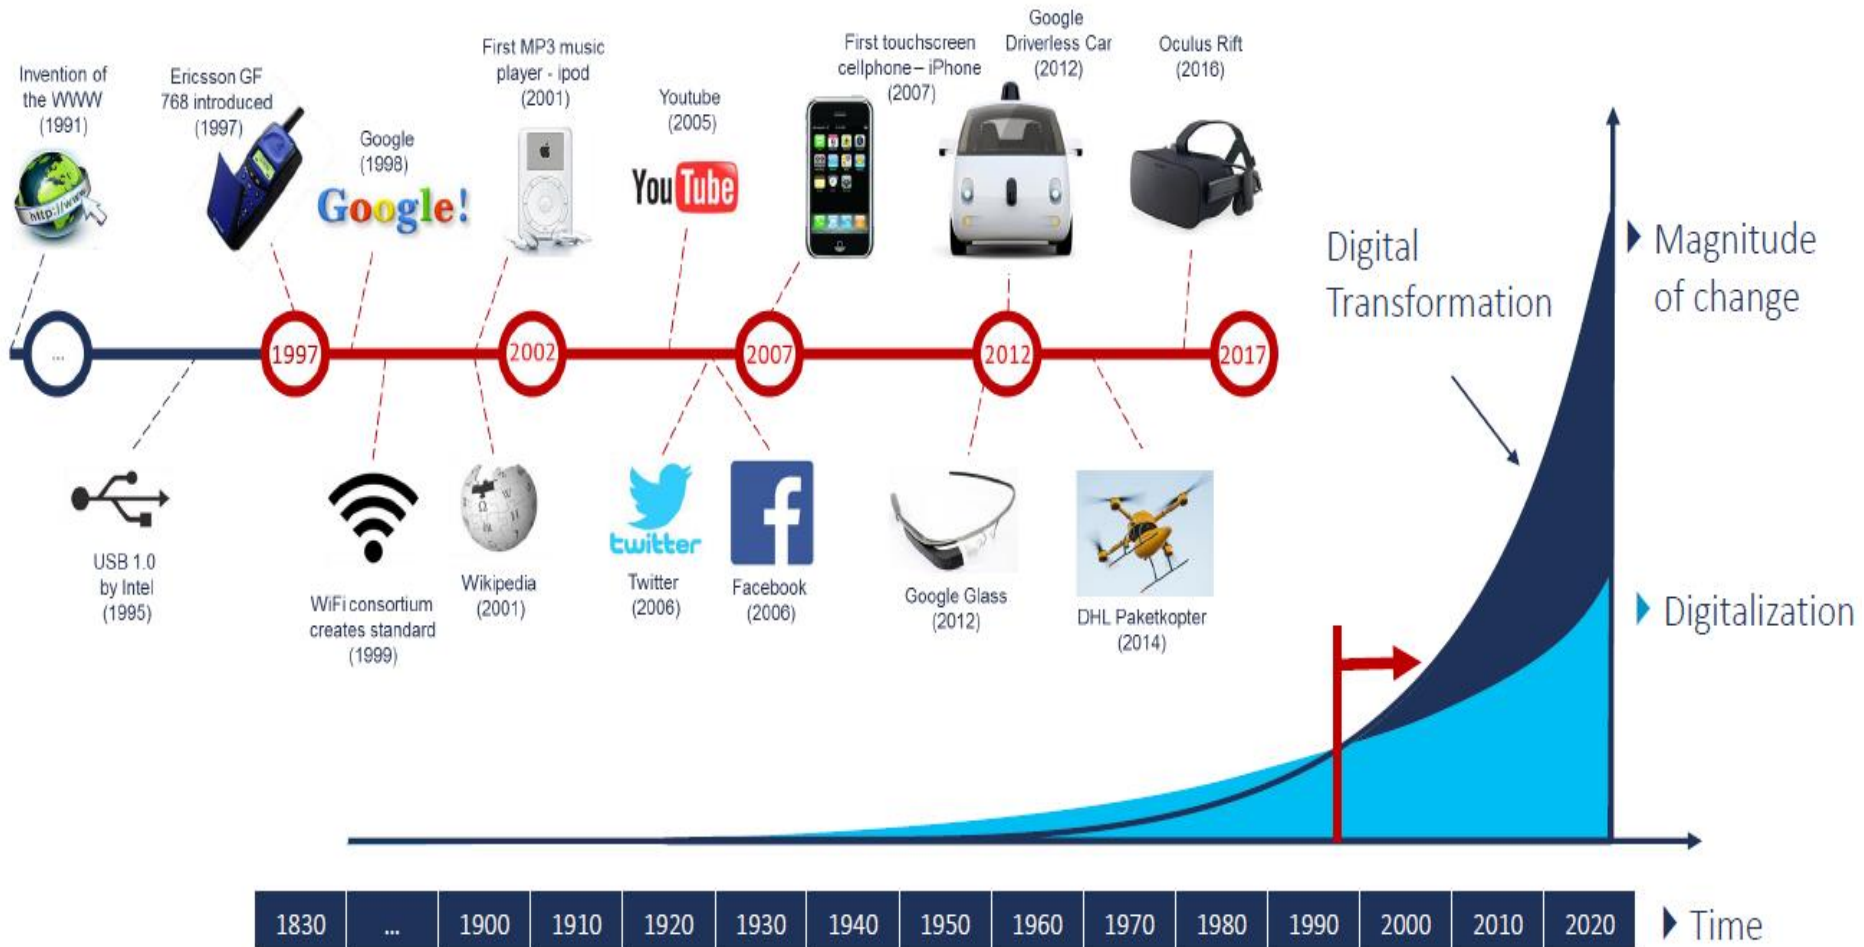 Invention of
the WWW
(1991)
Ericsson GF
768 introduced
(1997)
Google
(1998)
Google!
First MP3 music
player - ipod
(2001)
Youtube
(2005)
YouTube
First touchscreen
cellphone – iPhone
(2007)
Google
Driverless Car
(2012)
Oculus Rift
(2016)
http://www
...
1997
2002
2007
2012
2017
USB 1.0
by Intel
(1995)
WiFi consortium
creates standard
(1999)
Wikipedia
(2001)
twitter
Twitter
(2006)
Facebook
(2006)
Google Glass
(2012)
DHL Paketkopter
(2014)
Digital
Transformation
Magnitude
of change
Digitalization
1830 ... 1900 1910 1920 1930 1940 1950 1960 1970 1980 1990 2000 2010 2020
Time